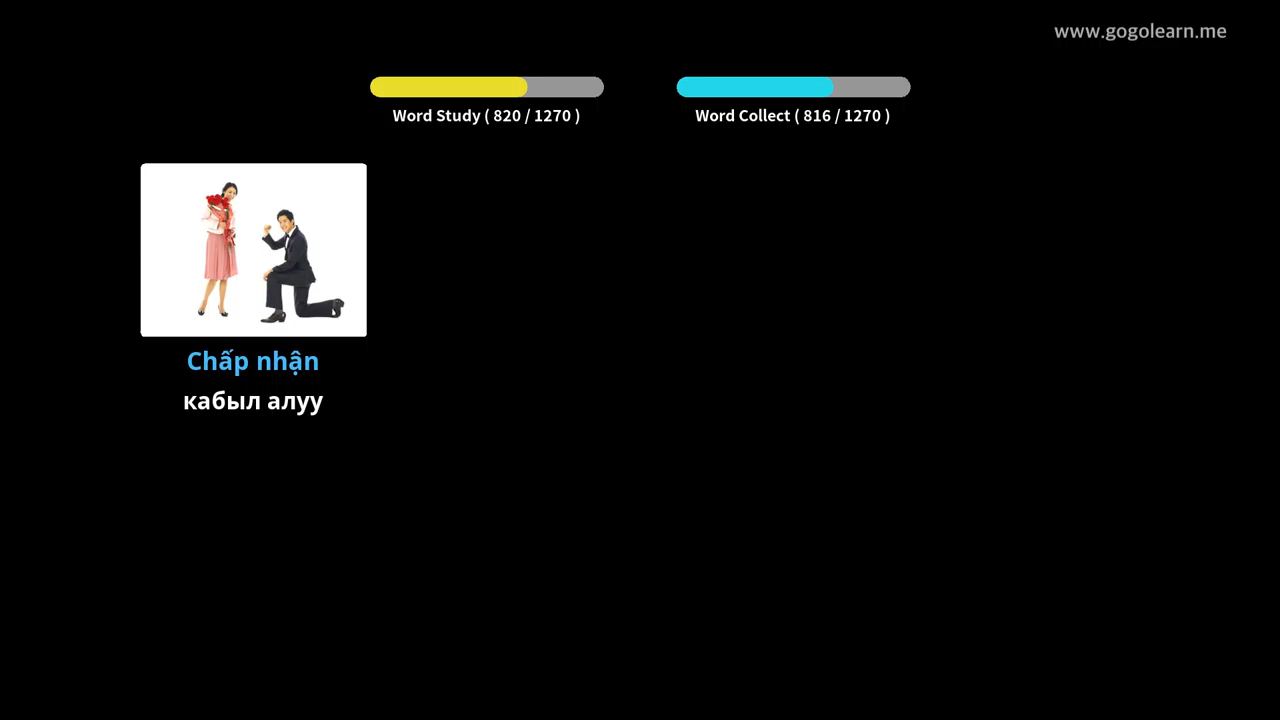 www.gogolearn.me
Word Study ( 820 / 1270 )
Word Collect ( 816 / 1270 )
Chấp nhận
кабыл алуу